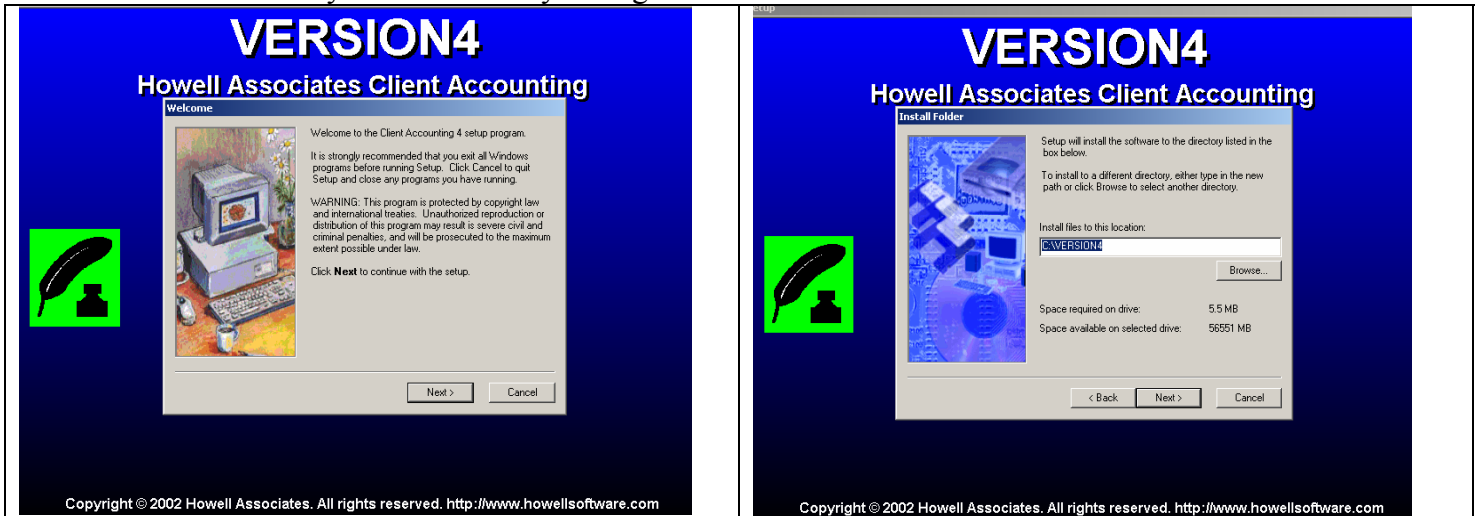 VERSION4
Howell Associates Client Accounting
Welcome
Welcome to the Client Accounting 4 setup program.
It is strongly recommended that you exit all Windows
programs before running Setup. Click Cancel to quit
Setup and close any programs you have running.
WARNING: This program is protected by copyright law
and international treaties. Unauthorized reproduction or
distribution of this program may result is severe civil and
criminal penalties, and will be prosecuted to the maximum
extent possible under law.
Click Next to continue with the setup.
Next >
Cancel
Copyright © 2002 Howell Associates. All rights reserved. http://www.howellsoftware.com
etup
VERSION4
Howell Associates Client Accounting
Install Folder
Setup will install the software to the directory listed in the
box below.
To install to a different directory, either type in the new
path or click Browse to select another directory.
Install files to this location:
C:\VERSION4
Browse...
Space required on drive: 5.5 MB
Space available on selected drive: 56551 MB
< Back
Next >
Cancel
Copyright © 2002 Howell Associates. All rights reserved. http://www.howellsoftware.com